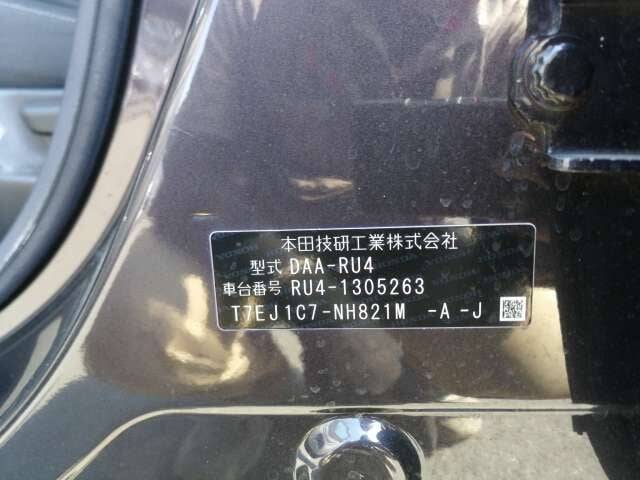 本田技研工業株式会社
型式 DAA-RU4
車台番号 RU4-1305263
T7EJ1C7-NH821M -A -J